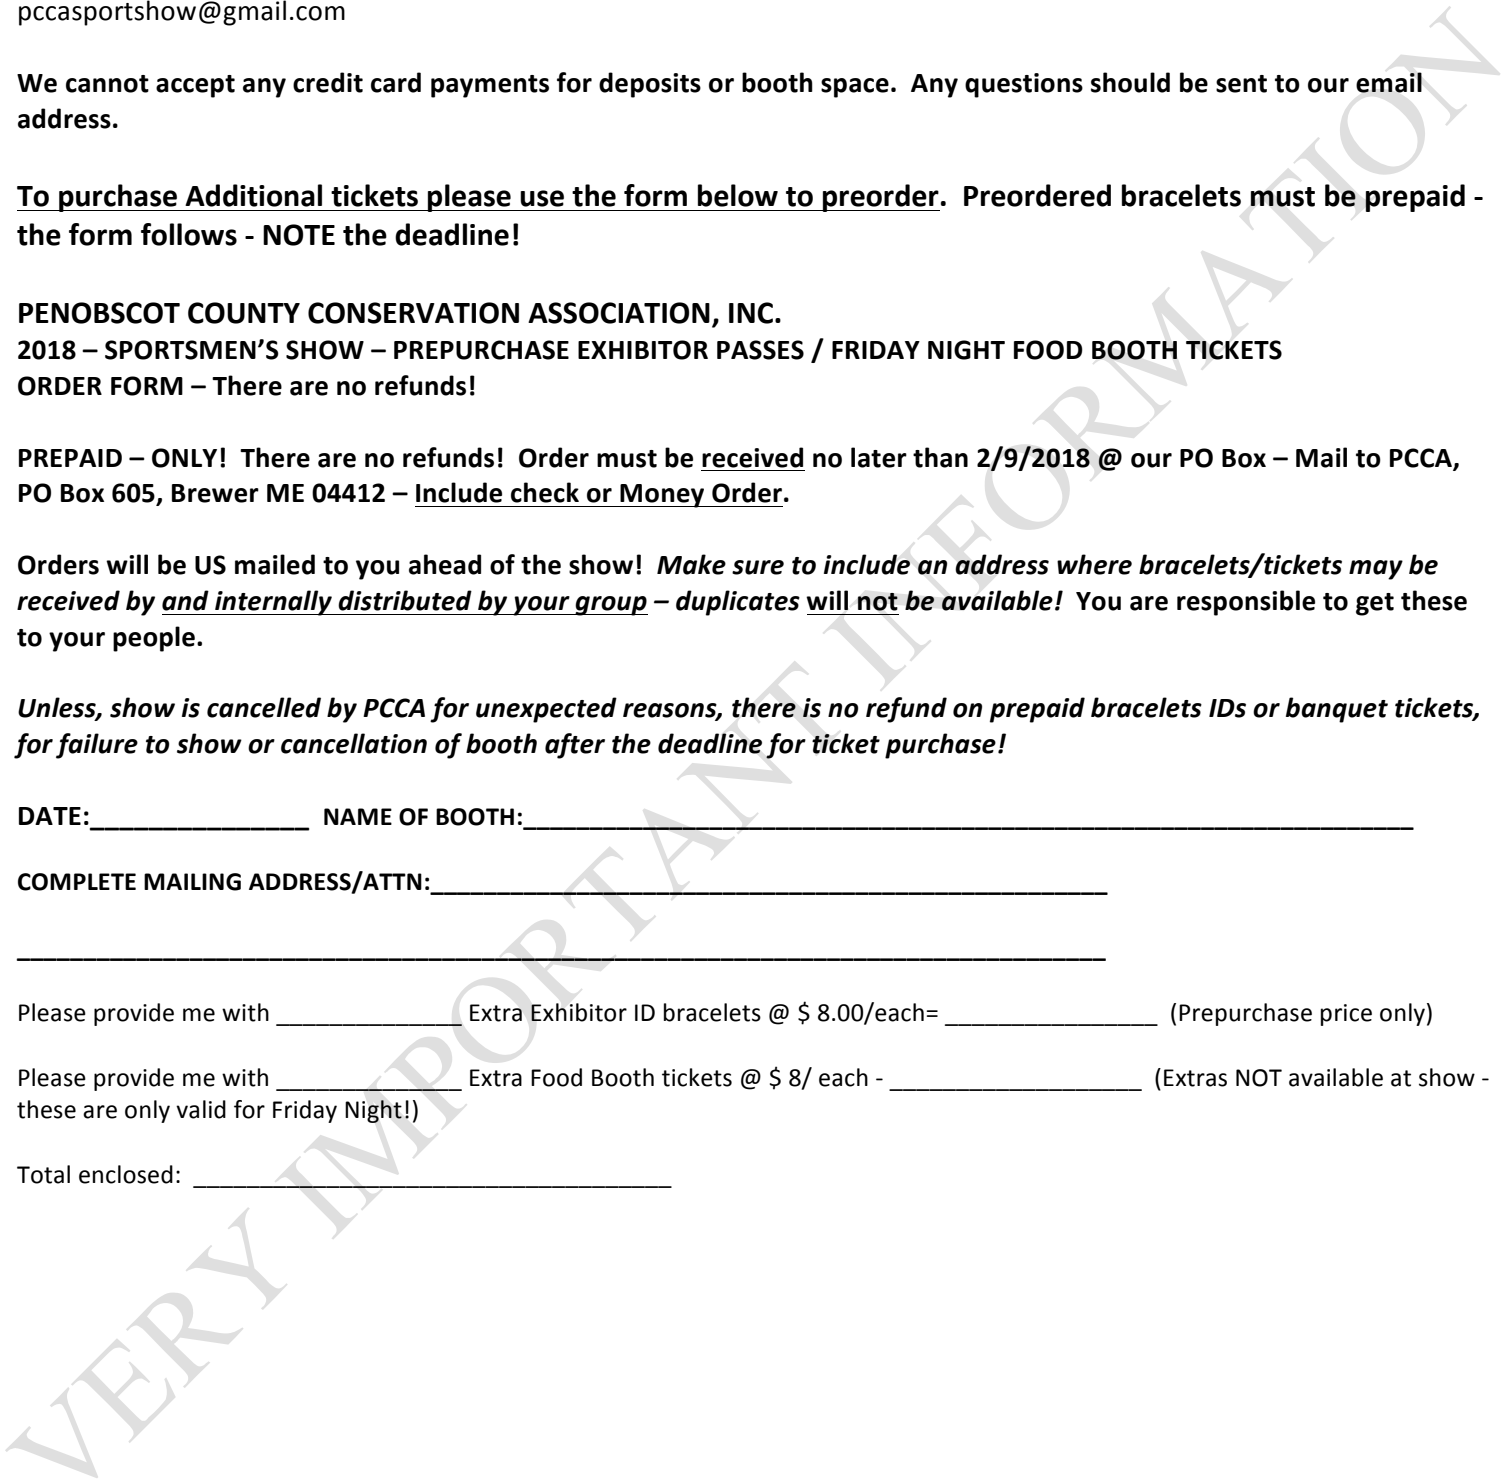 pccasportshow@gmail.com
We cannot accept any credit card payments for deposits or booth space.  Any questions should be sent to our email
address.
To purchase Additional tickets please use the form below to preorder.  Preordered bracelets must be prepaid -
the form follows - NOTE the deadline!
PENOBSCOT COUNTY CONSERVATION ASSOCIATION, INC.
2018 – SPORTSMEN’S SHOW – PREPURCHASE EXHIBITOR PASSES / FRIDAY NIGHT FOOD BOOTH TICKETS
ORDER FORM – There are no refunds!
PREPAID – ONLY!  There are no refunds!  Order must be received no later than 2/9/2018 @ our PO Box – Mail to PCCA,
PO Box 605, Brewer ME 04412 – Include check or Money Order.
Orders will be US mailed to you ahead of the show!  Make sure to include an address where bracelets/tickets may be
received by and internally distributed by your group – duplicates will not be available!  You are responsible to get these
to your people.
Unless, show is cancelled by PCCA for unexpected reasons, there is no refund on prepaid bracelets IDs or banquet tickets,
for failure to show or cancellation of booth after the deadline for ticket purchase!
DATE:_______________ NAME OF BOOTH:____________________________________________________________________
COMPLETE MAILING ADDRESS/ATTN:____________________________________________________
____________________________________________________________________________________
Please provide me with ______________ Extra Exhibitor ID bracelets @ $ 8.00/each= ________________ (Prepurchase price only)
Please provide me with ______________ Extra Food Booth tickets @ $ 8/ each - ___________________ (Extras NOT available at show -
these are only valid for Friday Night!)
Total enclosed:  ____________________________________
VERY IMPORTANT INFORMATION